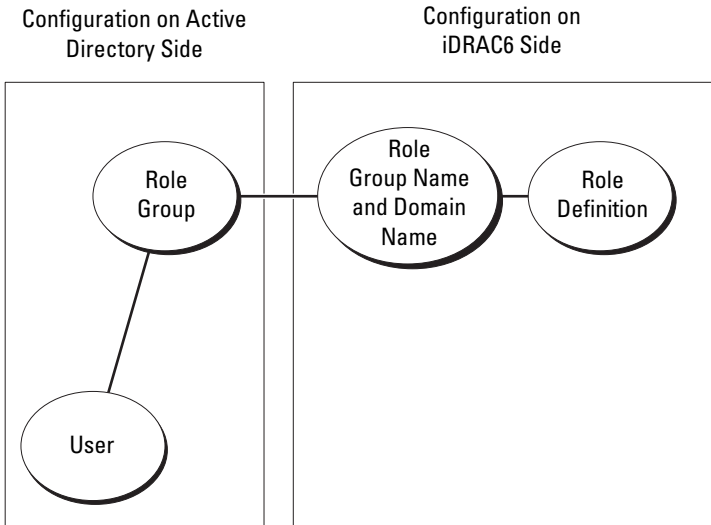 Configuration on Active
Directory Side
Configuration on
iDRAC6 Side
Role
Group
Role
Group Name
and Domain
Name
Role
Definition
User